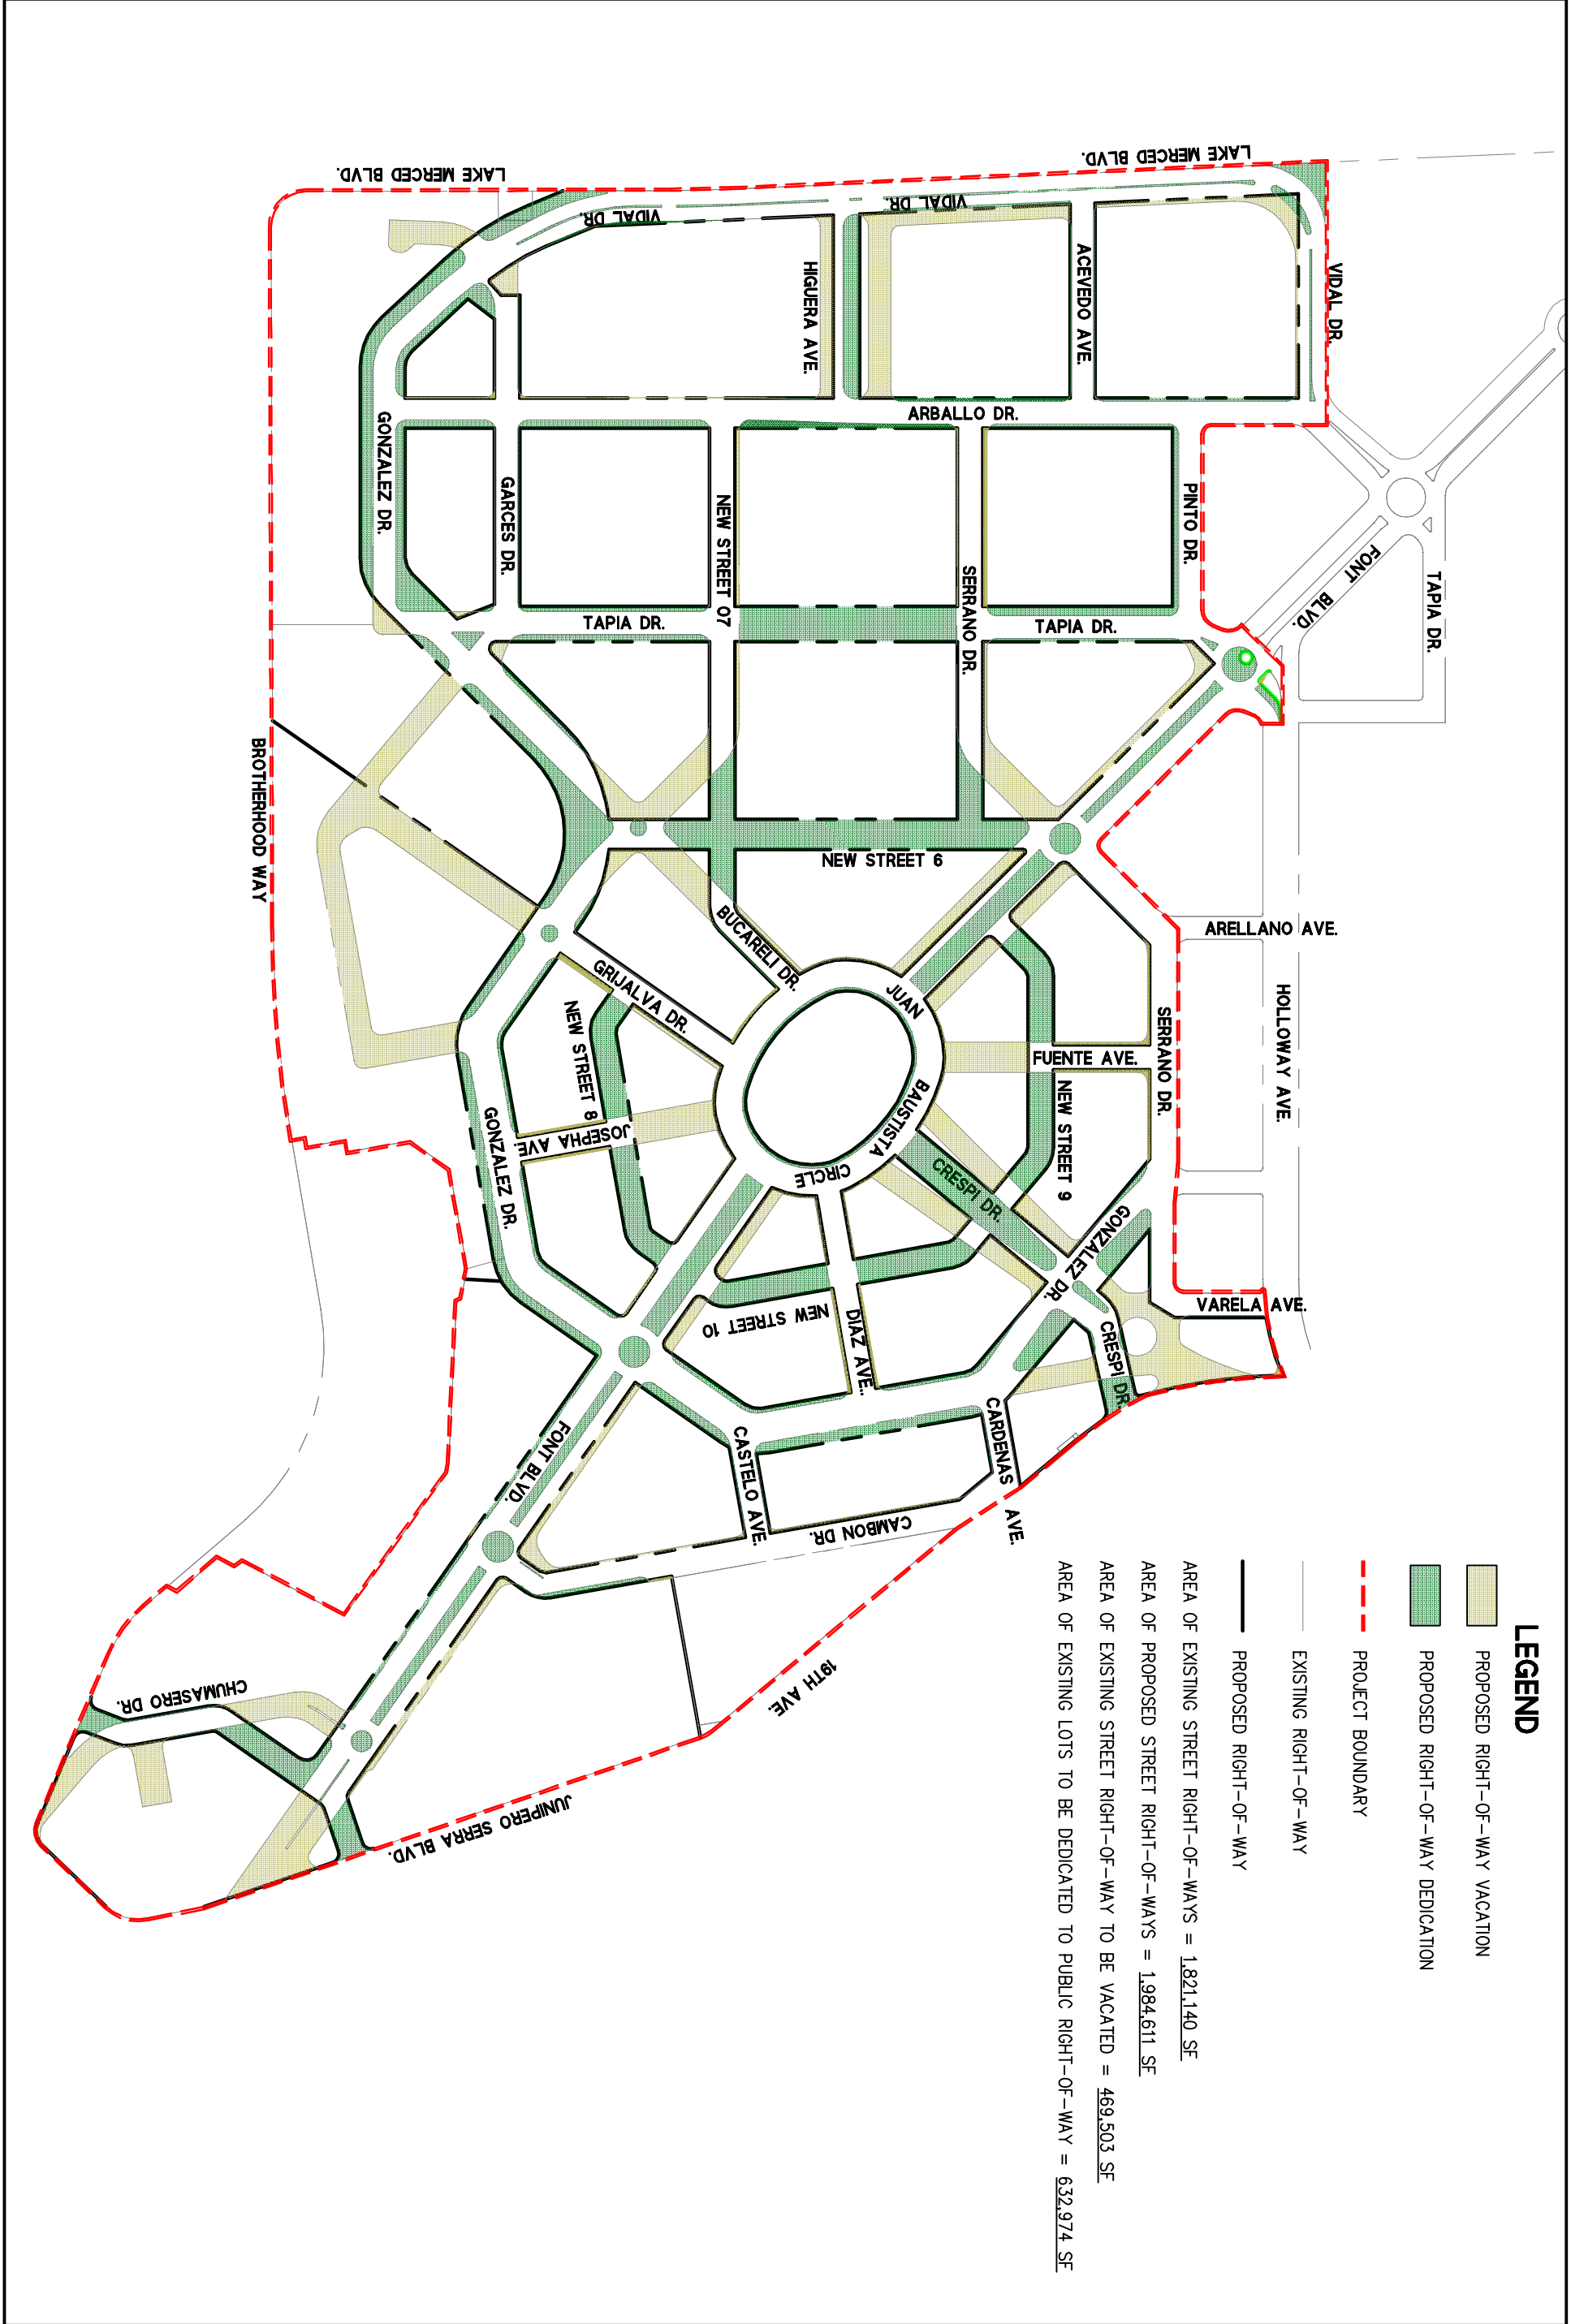 LAKE MERCED BLVD.
LAKE MERCED BLVD.
VIDAL DR.
VIDAL DR.
VIDAL DR.
HIGUERA AVE.
ACEVEDO AVE.
ARBALLO DR.
GONZALEZ DR.
GARCES DR.
NEW STREET 07
SERRANO DR.
PINTO DR.
FONT BLVD.
TAPIA DR.
TAPIA DR.
TAPIA DR.
BROTHERHOOD WAY
NEW STREET 6
ARELLANO AVE.
BUCARELI DR.
GRIJALVA DR.
JUAN
BAUSTISTA
CIRCLE
NEW STREET 8
JOSEPHA AVE.
FUENTE AVE.
SERRANO DR.
HOLLOWAY AVE.
NEW STREET 9
CRESPI DR.
GONZALEZ DR.
GONZALEZ DR.
VARELA AVE.
NEW STREET 10
DIAZ AVE..
CRESPI DR.
CARDENAS AVE.
CASTELO AVE.
FONT BLVD.
CAMBON DR.
19TH AVE.
CHUMASERO DR.
JUNIPERO SERRA BLVD.
LEGEND
PROPOSED RIGHT-OF-WAY VACATION
PROPOSED RIGHT-OF-WAY DEDICATION
PROJECT BOUNDARY
EXISTING RIGHT-OF-WAY
PROPOSED RIGHT-OF-WAY
AREA OF EXISTING STREET RIGHT-OF-WAYS = 1,821,140 SF
AREA OF PROPOSED STREET RIGHT-OF-WAYS = 1,984,611 SF
AREA OF EXISTING STREET RIGHT-OF-WAY TO BE VACATED = 469,503 SF
AREA OF EXISTING LOTS TO BE DEDICATED TO PUBLIC RIGHT-OF-WAY = 632,974 SF